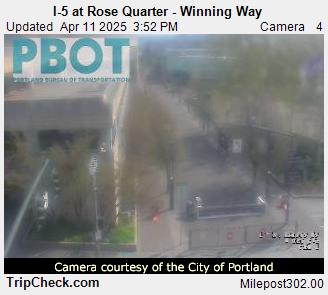 I-5 at Rose Quarter - Winning Way
Updated Apr 11 2025 3:52 PM Camera 4
PBOT
PORTLAND BUREAU OF TRANSPORTATION
Camera courtesy of the City of Portland
TripCheck.com Milepost302.00